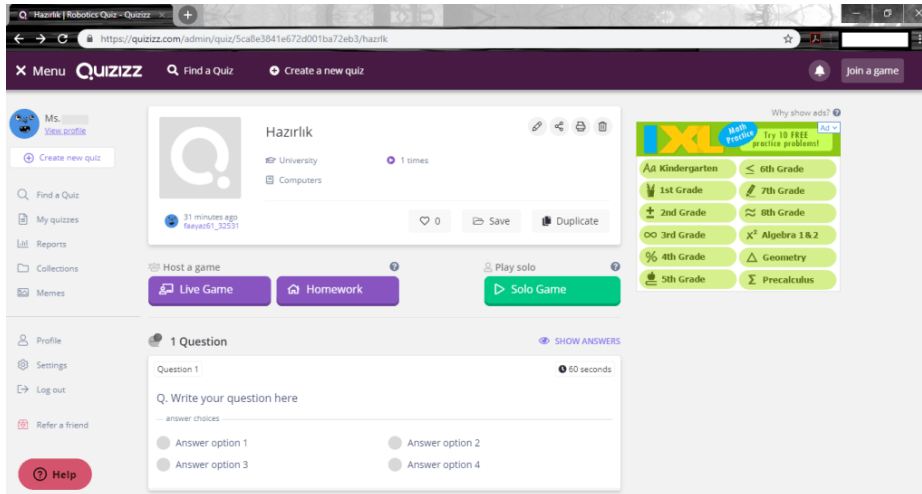 Hazırlık | Robotics Quiz - Quizizz
https://quizizz.com/admin/quiz/5ca8e3841e672d001ba72eb3/hazrlk
Menu QUIZIZZ Find a Quiz Create a new quiz Join a game
Ms.
View profile
Create new quiz
Find a Quiz
My quizzes
Reports
Collections
Memes
Profile
Settings
Log out
Refer a friend
Help
Hazırlık
University 1 times
Computers
31 minutes ago
faayaz61_32531
0 Save Duplicate
Host a game Play solo
Live Game Homework Solo Game
1 Question SHOW ANSWERS
Question 1 60 seconds
Q. Write your question here
answer choices
Answer option 1 Answer option 2
Answer option 3 Answer option 4
Why show ads?
Ad
IXL Math Practice Try 10 FREE
practice problems!
Aa Kindergarten ≤ 6th Grade
1st Grade 7th Grade
± 2nd Grade ≈ 8th Grade
∞ 3rd Grade x² Algebra 1 & 2
% 4th Grade △ Geometry
5th Grade Σ Precalculus